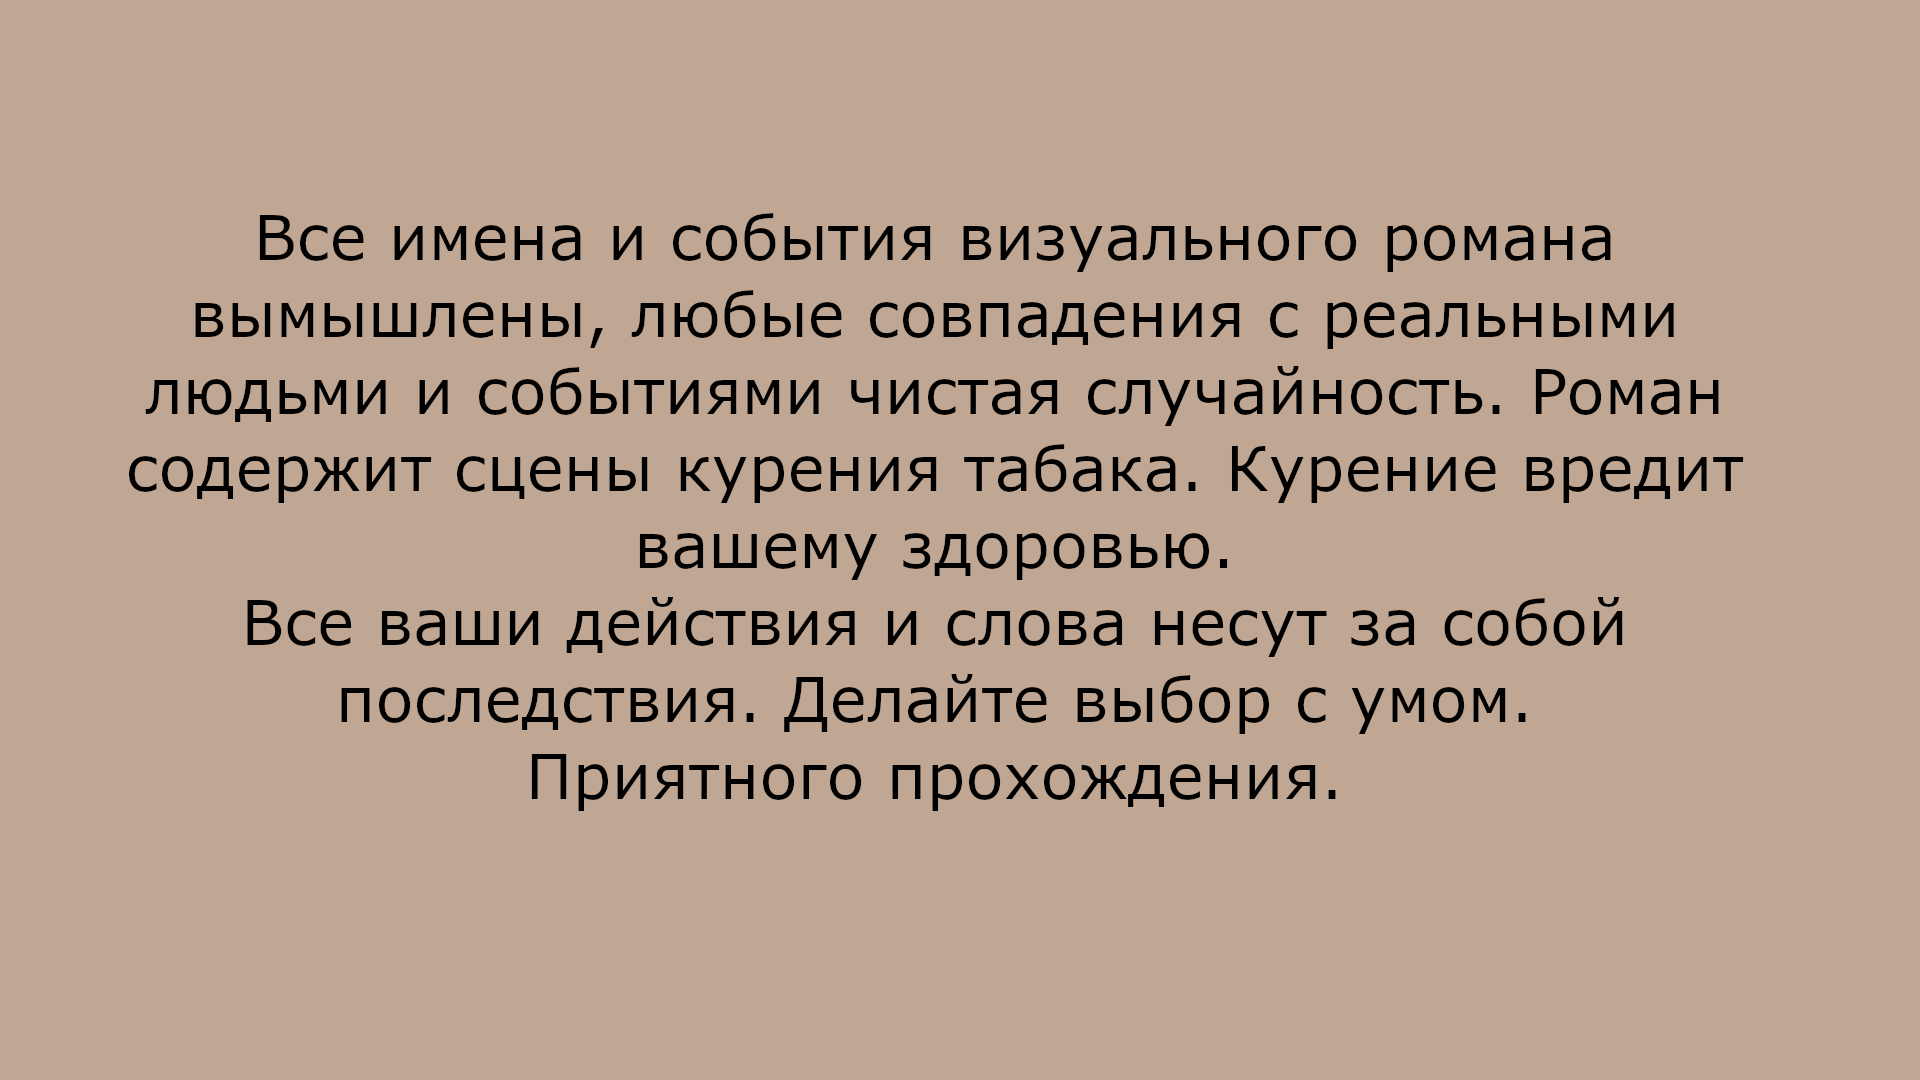 Все имена и события визуального романа
вымышлены, любые совпадения с реальными
людьми и событиями чистая случайность. Роман
содержит сцены курения табака. Курение вредит
вашему здоровью.
Все ваши действия и слова несут за собой
последствия. Делайте выбор с умом.
Приятного прохождения.